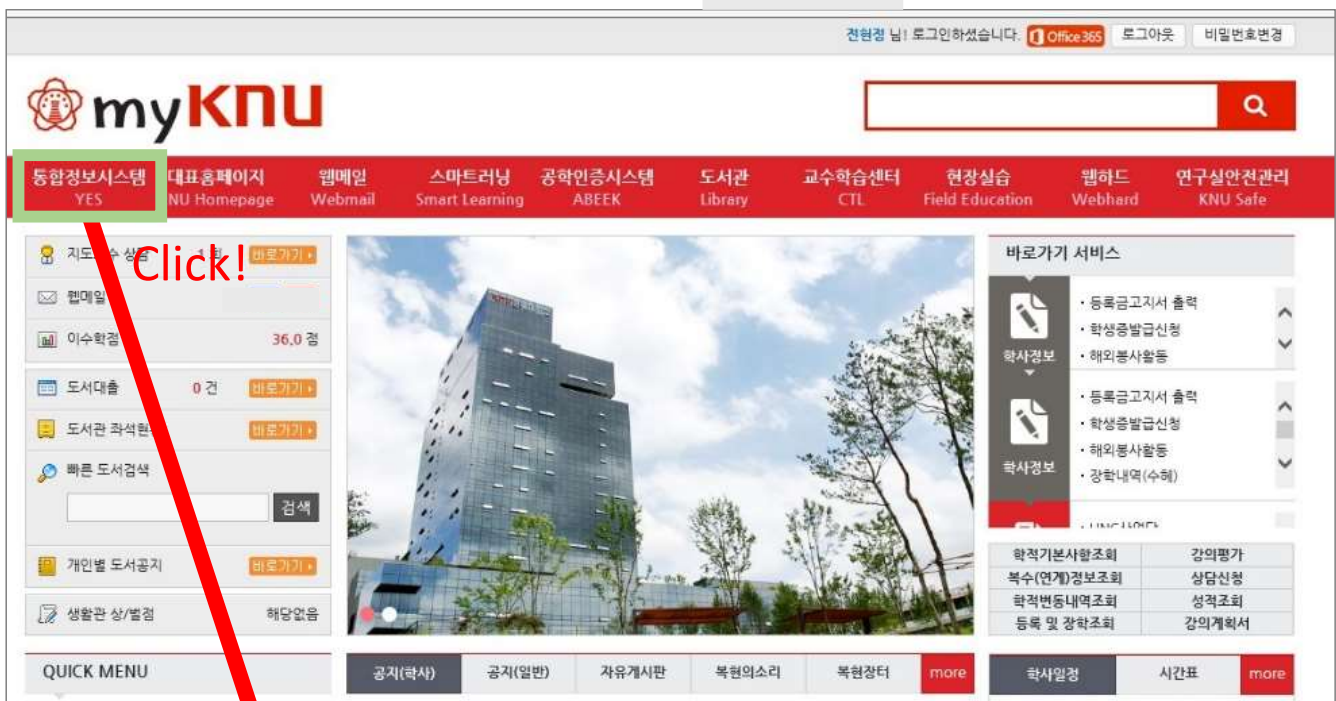 전현정 님! 로그인하셨습니다. Office 365 로그아웃 비밀번호변경
myKNU
통합정보시스템 대표홈페이지 웹메일 스마트러닝 공학인증시스템 도서관 교수학습센터 현장실습 웹하드 연구실안전관리
YES NU Homepage Webmail Smart Learning ABEEK Library CTL Field Education Webhard KNU Safe
Click!
지도 수 상담 1 회 바로가기
웹메일
이수학점 36.0 점
도서대출 0 건 바로가기
도서관 좌석현 바로가기
빠른 도서검색
검색
개인별 도서공지 바로가기
생활관 상/벌점 해당없음
바로가기 서비스
학사정보
· 등록금고지서 출력
· 학생증발급신청
· 해외봉사활동
학사정보
· 등록금고지서 출력
· 학생증발급신청
· 해외봉사활동
· 장학내역(수혜)
학적기본사항조회 강의평가
복수(연계)정보조회 상담신청
학적변동내역조회 성적조회
등록 및 장학조회 강의계획서
QUICK MENU
공지(학사) 공지(일반) 자유게시판 복현의소리 복현장터 more
학사일정 시간표 more